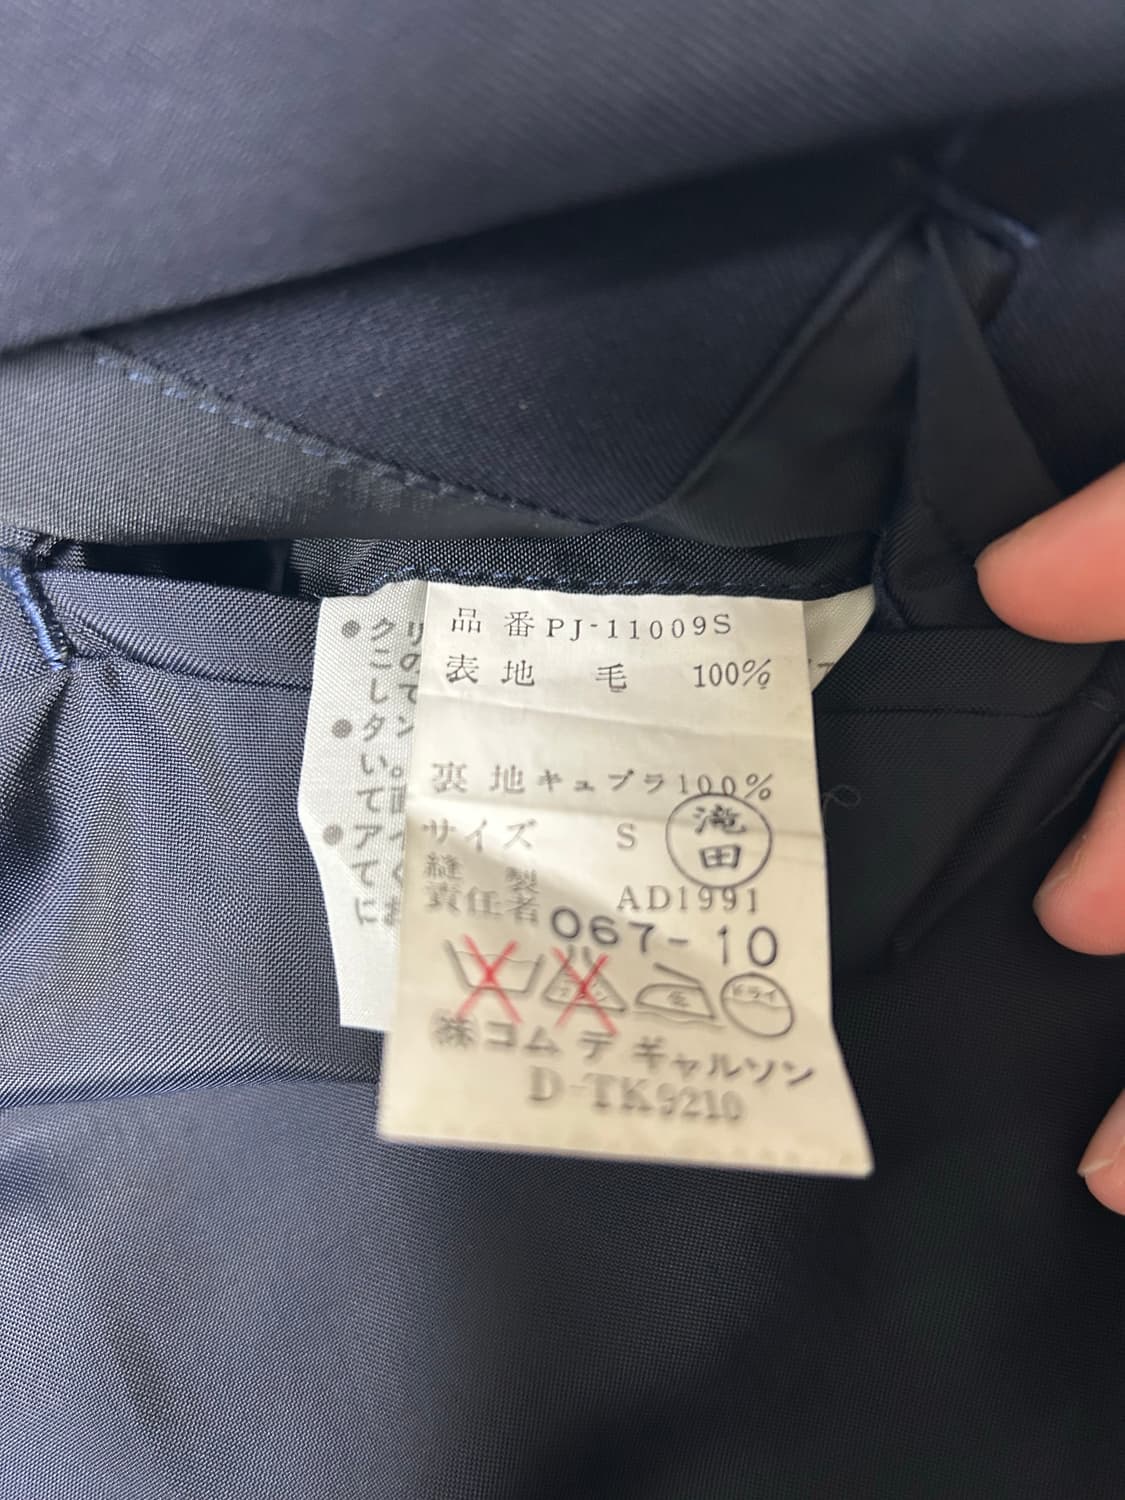 品番 PJ-11009S
表地 毛 100%
裏地 キュプラ 100%
サイズ S
滝田
縫製
責任者
AD1991
067-10
ドライ
㈱コム デ ギャルソン
D-TK9210